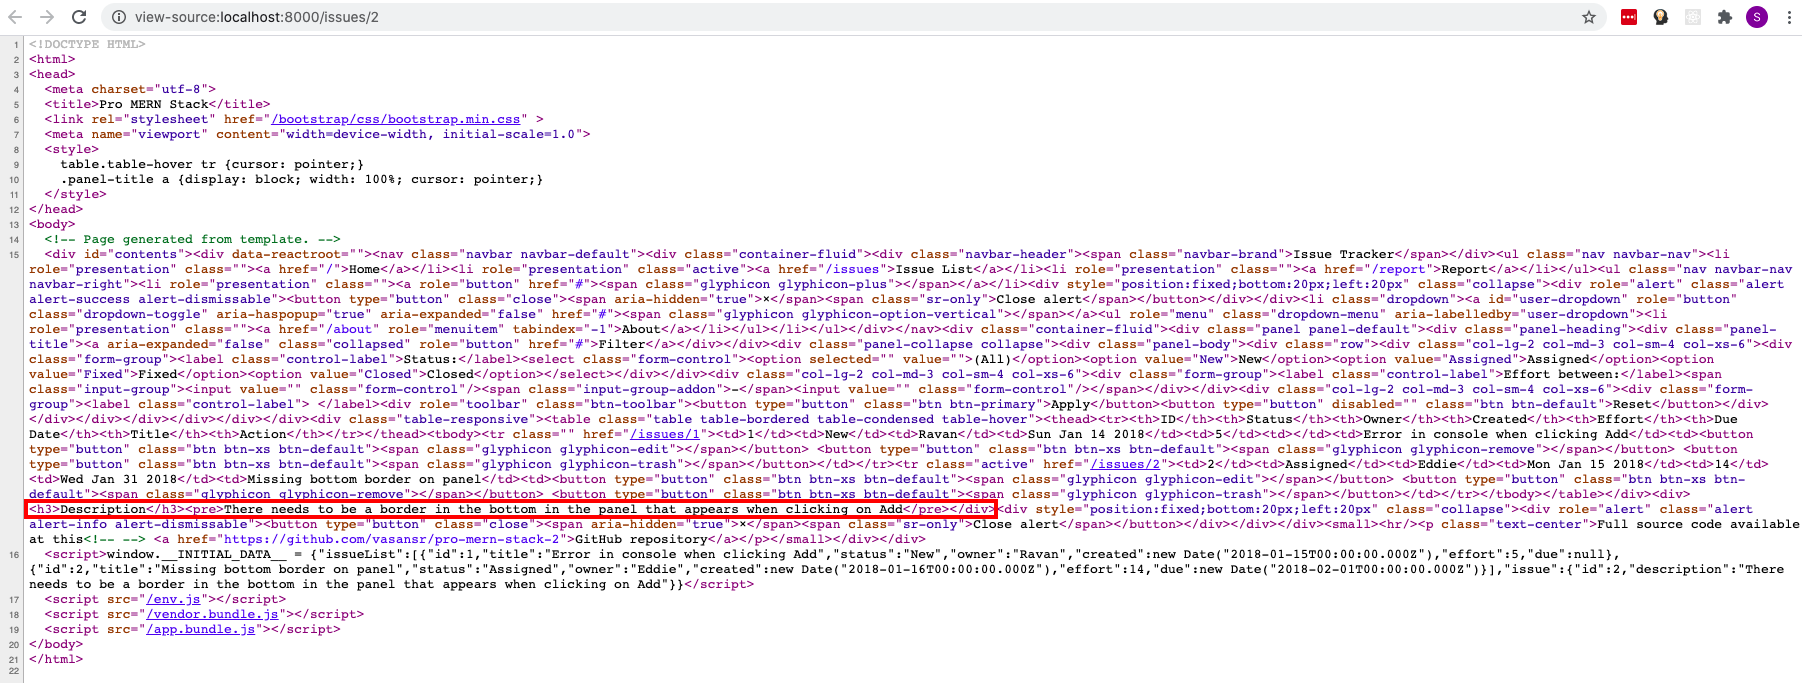 view-source:localhost:8000/issues/2
S
1 <!DOCTYPE HTML>
2 <html>
3 <head>
4 <meta charset="utf-8">
5 <title>Pro MERN Stack</title>
6 <link rel="stylesheet" href="/bootstrap/css/bootstrap.min.css" >
7 <meta name="viewport" content="width=device-width, initial-scale=1.0">
8 <style>
9 table.table-hover tr {cursor: pointer;}
10 .panel-title a {display: block; width: 100%; cursor: pointer;}
11 </style>
12 </head>
13 <body>
14 <!-- Page generated from template. -->
15 <div id="contents"><div data-reactroot=""><nav class="navbar navbar-default"><div class="container-fluid"><div class="navbar-header"><span class="navbar-brand">Issue Tracker</span></div><ul class="nav navbar-nav"><li
role="presentation" class=""><a href="/">Home</a></li><li role="presentation" class="active"><a href="/issues">Issue List</a></li><li role="presentation" class=""><a href="/report">Report</a></li></ul><ul class="nav navbar-nav
navbar-right"><li role="presentation" class=""><a role="button" href="#"><span class="glyphicon glyphicon-plus"></span></a></li><div style="position:fixed;bottom:20px;left:20px" class="collapse"><div role="alert" class="alert
alert-success alert-dismissable"><button type="button" class="close"><span aria-hidden="true">×</span><span class="sr-only">Close alert</span></button></div></div><li class="dropdown"><a id="user-dropdown" role="button"
class="dropdown-toggle" aria-haspopup="true" aria-expanded="false" href="#"><span class="glyphicon glyphicon-option-vertical"></span></a><ul role="menu" class="dropdown-menu" aria-labelledby="user-dropdown"><li
role="presentation" class=""><a href="/about" role="menuitem" tabindex="-1">About</a></li></ul></li></ul></div></nav><div class="container-fluid"><div class="panel panel-default"><div class="panel-heading"><div class="panel-
title"><a aria-expanded="false" class="collapsed" role="button" href="#">Filter</a></div></div><div class="panel-collapse collapse"><div class="panel-body"><div class="row"><div class="col-lg-2 col-md-3 col-sm-4 col-xs-6"><div
class="form-group"><label class="control-label">Status:</label><select class="form-control"><option selected="" value="">(All)</option><option value="New">New</option><option value="Assigned">Assigned</option><option
value="Fixed">Fixed</option><option value="Closed">Closed</option></select></div></div><div class="col-lg-2 col-md-3 col-sm-4 col-xs-6"><div class="form-group"><label class="control-label">Effort between:</label><span
class="input-group"><input value="" class="form-control"/><span class="input-group-addon">-</span><input value="" class="form-control"/></span></div></div><div class="col-lg-2 col-md-3 col-sm-4 col-xs-6"><div class="form-
group"><label class="control-label"> </label><div role="toolbar" class="btn-toolbar"><button type="button" class="btn btn-primary">Apply</button><button type="button" disabled="" class="btn btn-default">Reset</button></div>
</div></div></div></div></div></div><div class="table-responsive"><table class="table table-bordered table-condensed table-hover"><thead><tr><th>ID</th><th>Status</th><th>Owner</th><th>Created</th><th>Effort</th><th>Due
Date</th><th>Title</th><th>Action</th></tr></thead><tbody><tr class="" href="/issues/1"><td>1</td><td>New</td><td>Ravan</td><td>Sun Jan 14 2018</td><td>5</td><td></td><td>Error in console when clicking Add</td><td><button
type="button" class="btn btn-xs btn-default"><span class="glyphicon glyphicon-edit"></span></button> <button type="button" class="btn btn-xs btn-default"><span class="glyphicon glyphicon-remove"></span></button> <button
type="button" class="btn btn-xs btn-default"><span class="glyphicon glyphicon-trash"></span></button></td></tr><tr class="active" href="/issues/2"><td>2</td><td>Assigned</td><td>Eddie</td><td>Mon Jan 15 2018</td><td>14</td>
<td>Wed Jan 31 2018</td><td>Missing bottom border on panel</td><td><button type="button" class="btn btn-xs btn-default"><span class="glyphicon glyphicon-edit"></span></button> <button type="button" class="btn btn-xs btn-
default"><span class="glyphicon glyphicon-remove"></span></button> <button type="button" class="btn btn-xs btn-default"><span class="glyphicon glyphicon-trash"></span></button></td></tr></tbody></table></div><div>
<h3>Description</h3><pre>There needs to be a border in the bottom in the panel that appears when clicking on Add</pre></div><div style="position:fixed;bottom:20px;left:20px" class="collapse"><div role="alert" class="alert
alert-info alert-dismissable"><button type="button" class="close"><span aria-hidden="true">×</span><span class="sr-only">Close alert</span></button></div></div></div><small><hr/><p class="text-center">Full source code available
at this<!-- --> <a href="https://github.com/vasansr/pro-mern-stack-2">GitHub repository</a></p></small></div></div>
16 <script>window.__INITIAL_DATA__ = {"issueList":[{"id":1,"title":"Error in console when clicking Add","status":"New","owner":"Ravan","created":new Date("2018-01-15T00:00:00.000Z"),"effort":5,"due":null},
{"id":2,"title":"Missing bottom border on panel","status":"Assigned","owner":"Eddie","created":new Date("2018-01-16T00:00:00.000Z"),"effort":14,"due":new Date("2018-02-01T00:00:00.000Z")}],"issue":{"id":2,"description":"There
needs to be a border in the bottom in the panel that appears when clicking on Add"}}</script>
17 <script src="/env.js"></script>
18 <script src="/vendor.bundle.js"></script>
19 <script src="/app.bundle.js"></script>
20 </body>
21 </html>
22